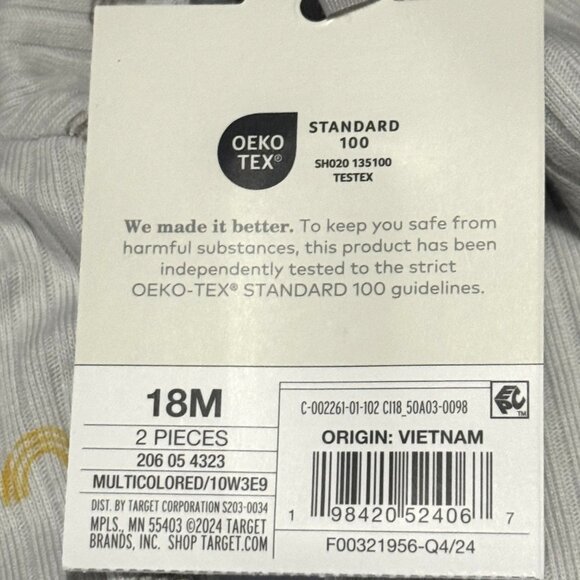 OEKO
TEX®
STANDARD
100
SH020 135100
TESTEX
We made it better. To keep you safe from
harmful substances, this product has been
independently tested to the strict
OEKO-TEX® STANDARD 100 guidelines.
18M
2 PIECES
206 05 4323
MULTICOLORED/10W3E9
DIST. BY TARGET CORPORATION S203-0034
MPLS., MN 55403 ©2024 TARGET
BRANDS, INC. SHOP TARGET.COM
C-002261-01-102 CI18_50A03-0098
EPC™
ORIGIN: VIETNAM
1 98420 52406 7
F00321956-Q4/24